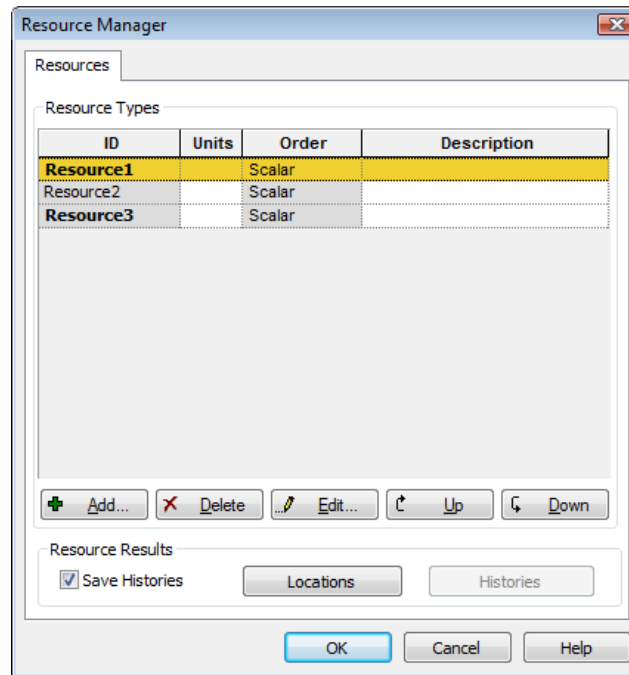 Resource Manager
Resources
Resource Types
ID Units Order Description
Resource1 Scalar
Resource2 Scalar
Resource3 Scalar
Add... Delete Edit... Up Down
Resource Results
Save Histories Locations Histories
OK Cancel Help